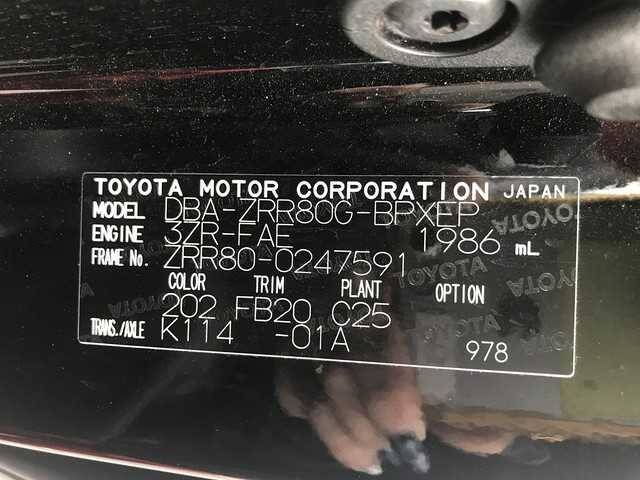 TOYOTA MOTOR CORPORATION JAPAN
MODEL DBA-ZRR80G-BPXEP
ENGINE 3ZR-FAE 1986 mL
FRAME No. ZRR80-0247591
COLOR TRIM PLANT OPTION
202 FB20 C25
TRANS./AXLE K114 -01A
978